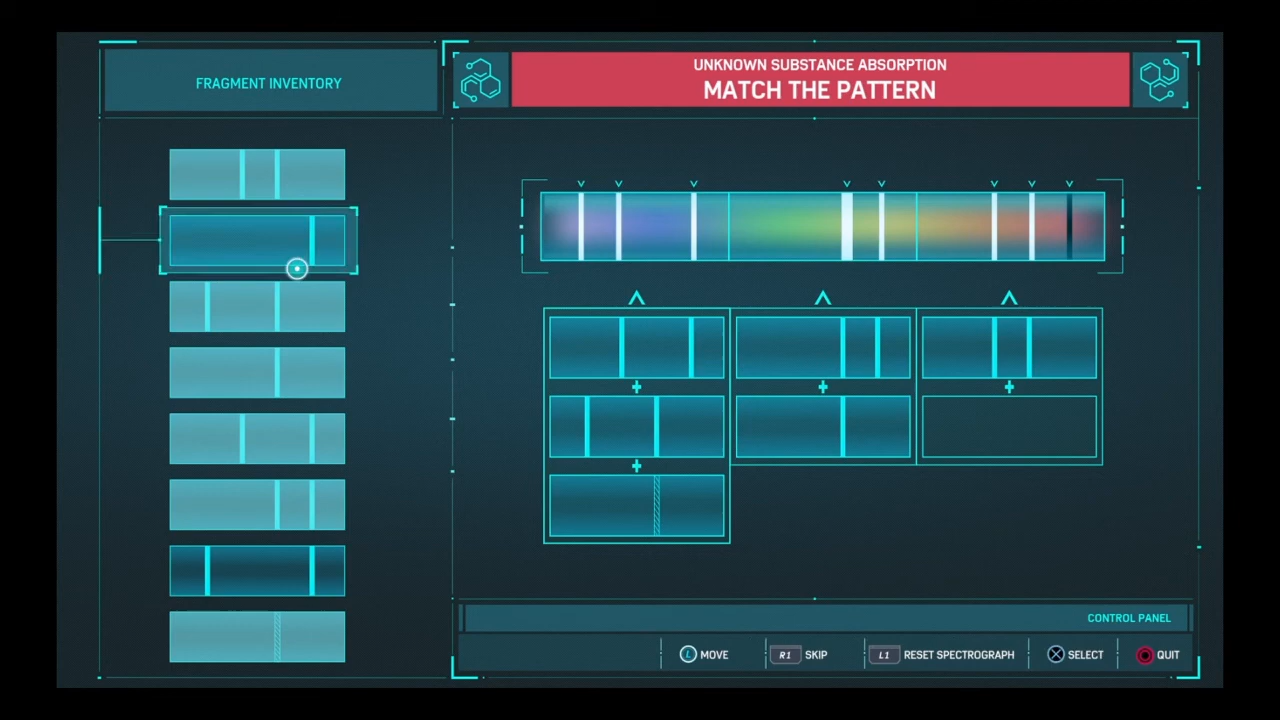 FRAGMENT INVENTORY
UNKNOWN SUBSTANCE ABSORPTION
MATCH THE PATTERN
CONTROL PANEL
L MOVE
R1 SKIP
L1 RESET SPECTROGRAPH
SELECT
QUIT